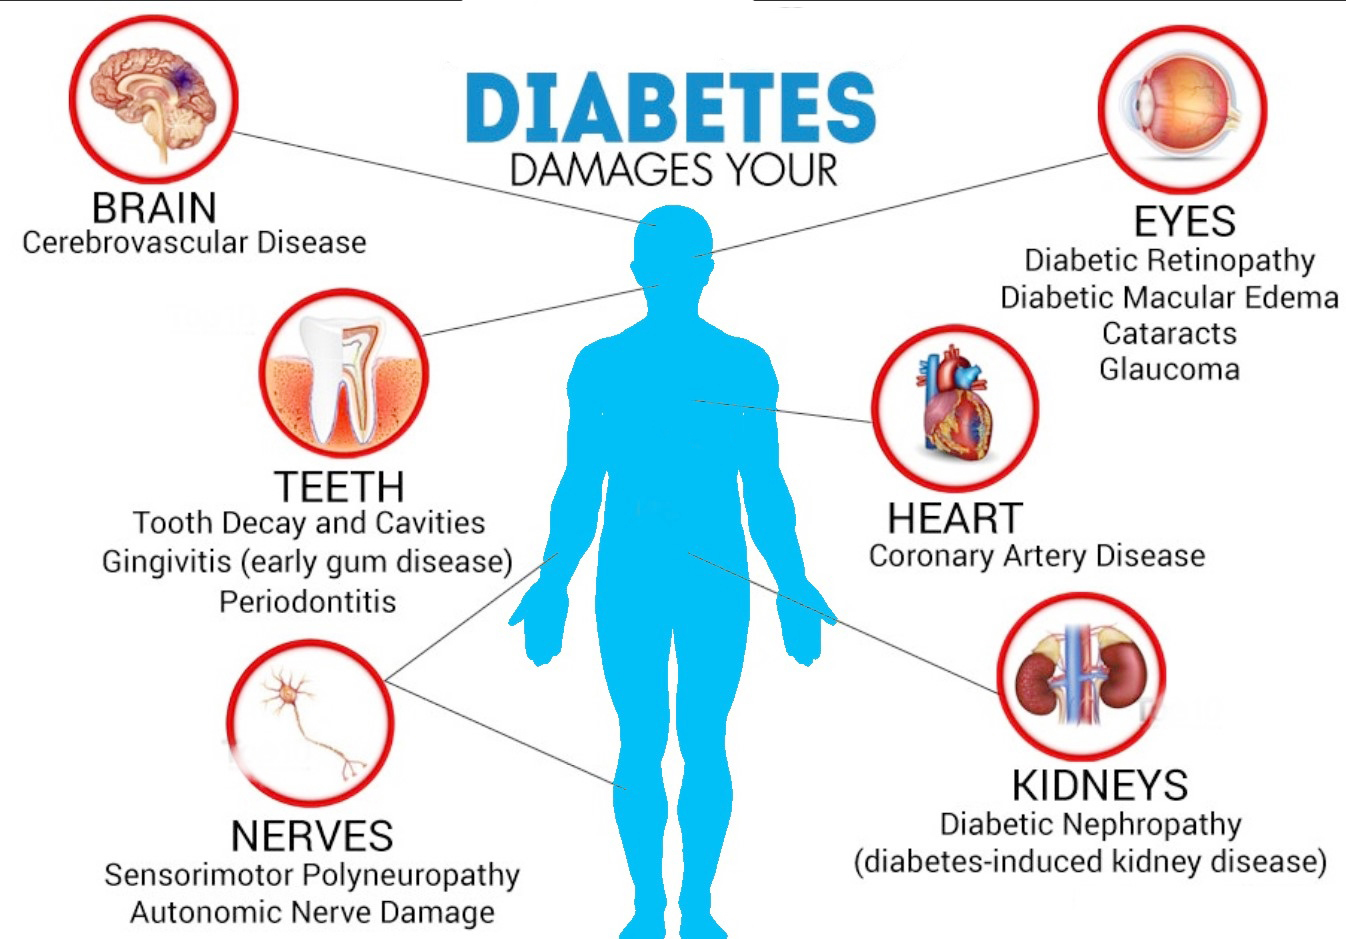 DIABETES
DAMAGES YOUR
BRAIN
Cerebrovascular Disease
EYES
Diabetic Retinopathy
Diabetic Macular Edema
Cataracts
Glaucoma
TEETH
Tooth Decay and Cavities
Gingivitis (early gum disease)
Periodontitis
HEART
Coronary Artery Disease
NERVES
Sensorimotor Polyneuropathy
Autonomic Nerve Damage
KIDNEYS
Diabetic Nephropathy
(diabetes-induced kidney disease)